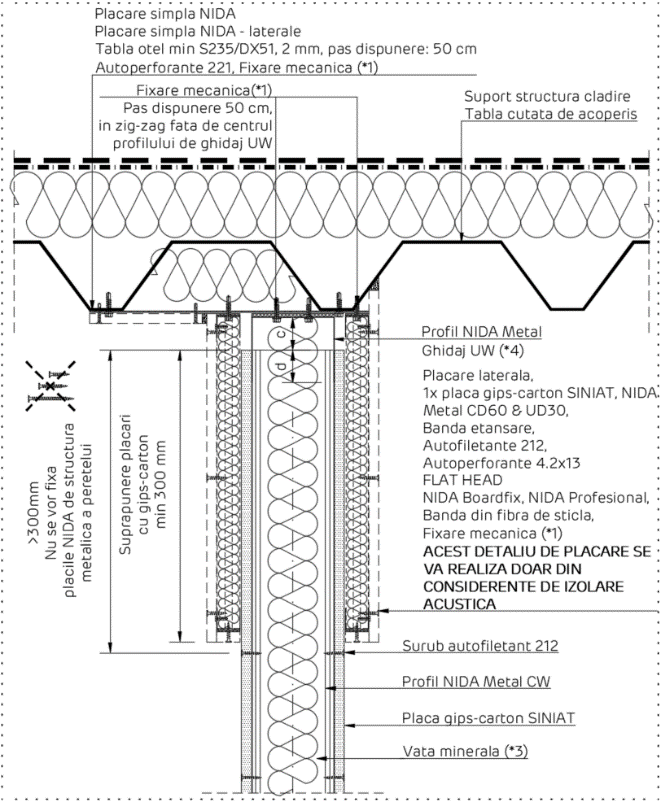 Placare simpla NIDA
Placare simpla NIDA - laterale
Tabla otel min S235/DX51, 2 mm, pas dispunere: 50 cm
Autoperforante 221, Fixare mecanica (*1)
Fixare mecanica(*1)
Pas dispunere 50 cm,
in zig-zag fata de centrul
profilului de ghidaj UW
Suport structura cladire
Tabla cutata de acoperis
c
d
Profil NIDA Metal
Ghidaj UW (*4)
Placare laterala,
1x placa gips-carton SINIAT, NIDA
Metal CD60 & UD30,
Banda etansare,
Autofiletante 212,
Autoperforante 4.2x13
FLAT HEAD
NIDA Boardfix, NIDA Profesional,
Banda din fibra de sticla,
Fixare mecanica (*1)
ACEST DETALIU DE PLACARE SE
VA REALIZA DOAR DIN
CONSIDERENTE DE IZOLARE
ACUSTICA
>300mm
Nu se vor fixa
placile NIDA de structura
metalica a peretelui
Suprapunere placari
cu gips-carton
min 300 mm
Surub autofiletant 212
Profil NIDA Metal CW
Placa gips-carton SINIAT
Vata minerala (*3)